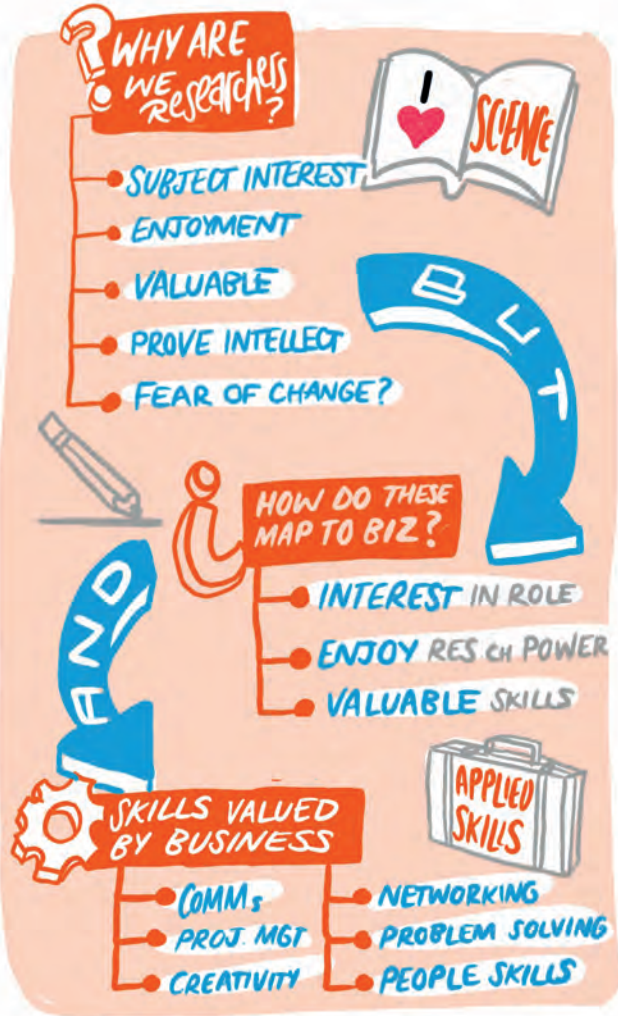 WHY ARE
WE
Researchers
?
I
SCIENCE
SUBJECT INTEREST
ENJOYMENT
VALUABLE
PROVE INTELLECT
FEAR OF CHANGE?
BUT
HOW DO THESE
MAP TO BIZ?
INTEREST IN ROLE
ENJOY RES CH POWER
VALUABLE SKILLS
AND
APPLIED
SKILLS
SKILLS VALUED
BY BUSINESS
COMMs
PROJ. MGT
CREATIVITY
NETWORKING
PROBLEM SOLVING
PEOPLE SKILLS